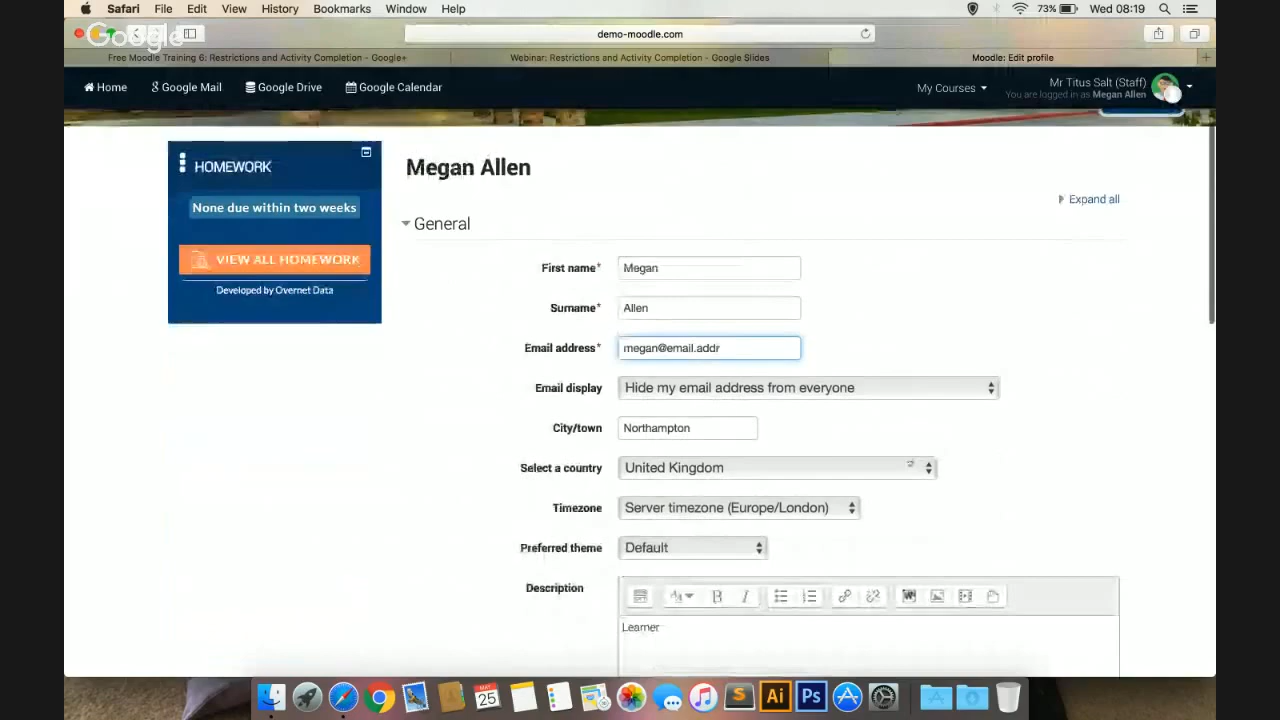 Safari File Edit View History Bookmarks Window Help 73% Wed 08:19
Google
demo-moodle.com
Free Moodle Training 6: Restrictions and Activity Completion - Google+ Webinar: Restrictions and Activity Completion - Google Slides Moodle: Edit profile
Home Google Mail Google Drive Google Calendar My Courses Mr Titus Salt (Staff)
You are logged in as Megan Allen
HOMEWORK
None due within two weeks
VIEW ALL HOMEWORK
Developed by Overnet Data
Megan Allen
Expand all
General
First name* Megan
Surname* Allen
Email address* megan@email.addr
Email display Hide my email address from everyone
City/town Northampton
Select a country United Kingdom
Timezone Server timezone (Europe/London)
Preferred theme Default
Description
B I
Learner
MAY
25
S Ai Ps